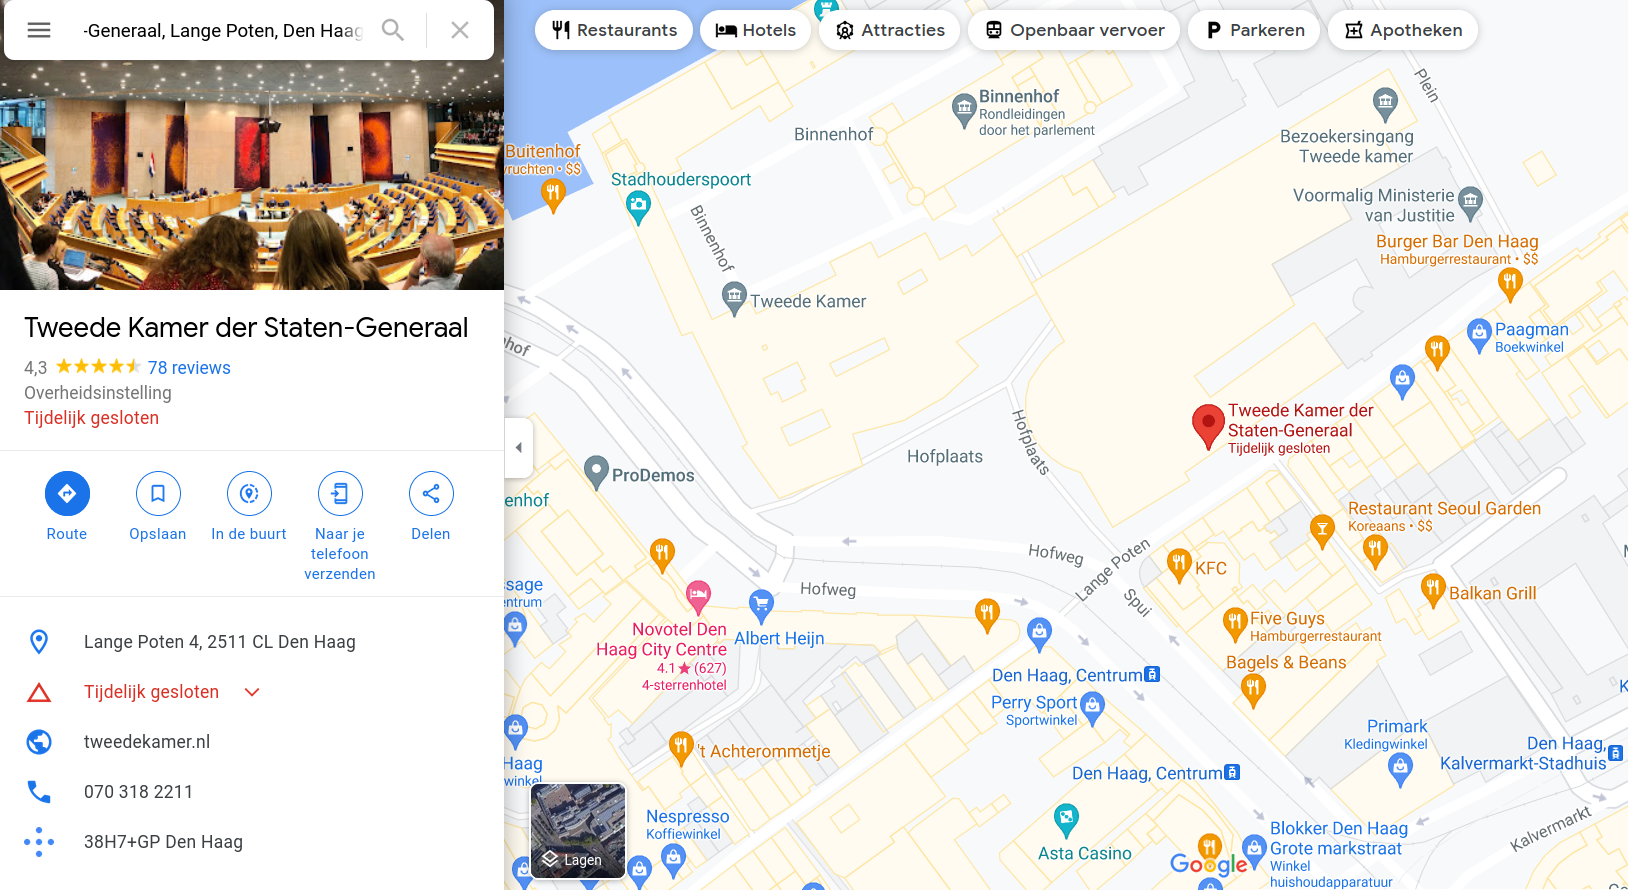 -Generaal, Lange Poten, Den Haag
Restaurants
Hotels
Attracties
Openbaar vervoer
Parkeren
Apotheken
Tweede Kamer der Staten-Generaal
4,3
78 reviews
Overheidsinstelling
Tijdelijk gesloten
Route
Opslaan
In de buurt
Naar je
telefoon
verzenden
Delen
Lange Poten 4, 2511 CL Den Haag
Tijdelijk gesloten
tweedekamer.nl
070 318 2211
38H7+GP Den Haag
Plein
Binnenhof
Rondleidingen
door het parlement
Binnenhof
Bezoekersingang
Tweede kamer
Buitenhof
vruchten • $$
Stadhouderspoort
Voormalig Ministerie
van Justitie
Binnenhof
Burger Bar Den Haag
Hamburgerrestaurant • $$
Tweede Kamer
Paagman
Boekwinkel
nhof
Tweede Kamer der
Staten-Generaal
Tijdelijk gesloten
Hofplaats
Hofplaats
ProDemos
enhof
Restaurant Seoul Garden
Koreaans • $$
Hofweg
Lange Poten
KFC
Hofweg
Spui
Balkan Grill
ssage
entrum
Five Guys
Hamburgerrestaurant
Novotel Den
Haag City Centre
4.1★(627)
4-sterrenhotel
Albert Heijn
Bagels & Beans
Den Haag, Centrum
Perry Sport
Sportwinkel
Primark
Kledingwinkel
't Achterommetje
Den Haag,
Kalvermarkt-Stadhuis
Haag
winkel
Den Haag, Centrum
Nespresso
Koffiewinkel
Kalvermarkt
Blokker Den Haag
Grote markstraat
Winkel
huishoudapparatuur
Asta Casino
Lagen
Google